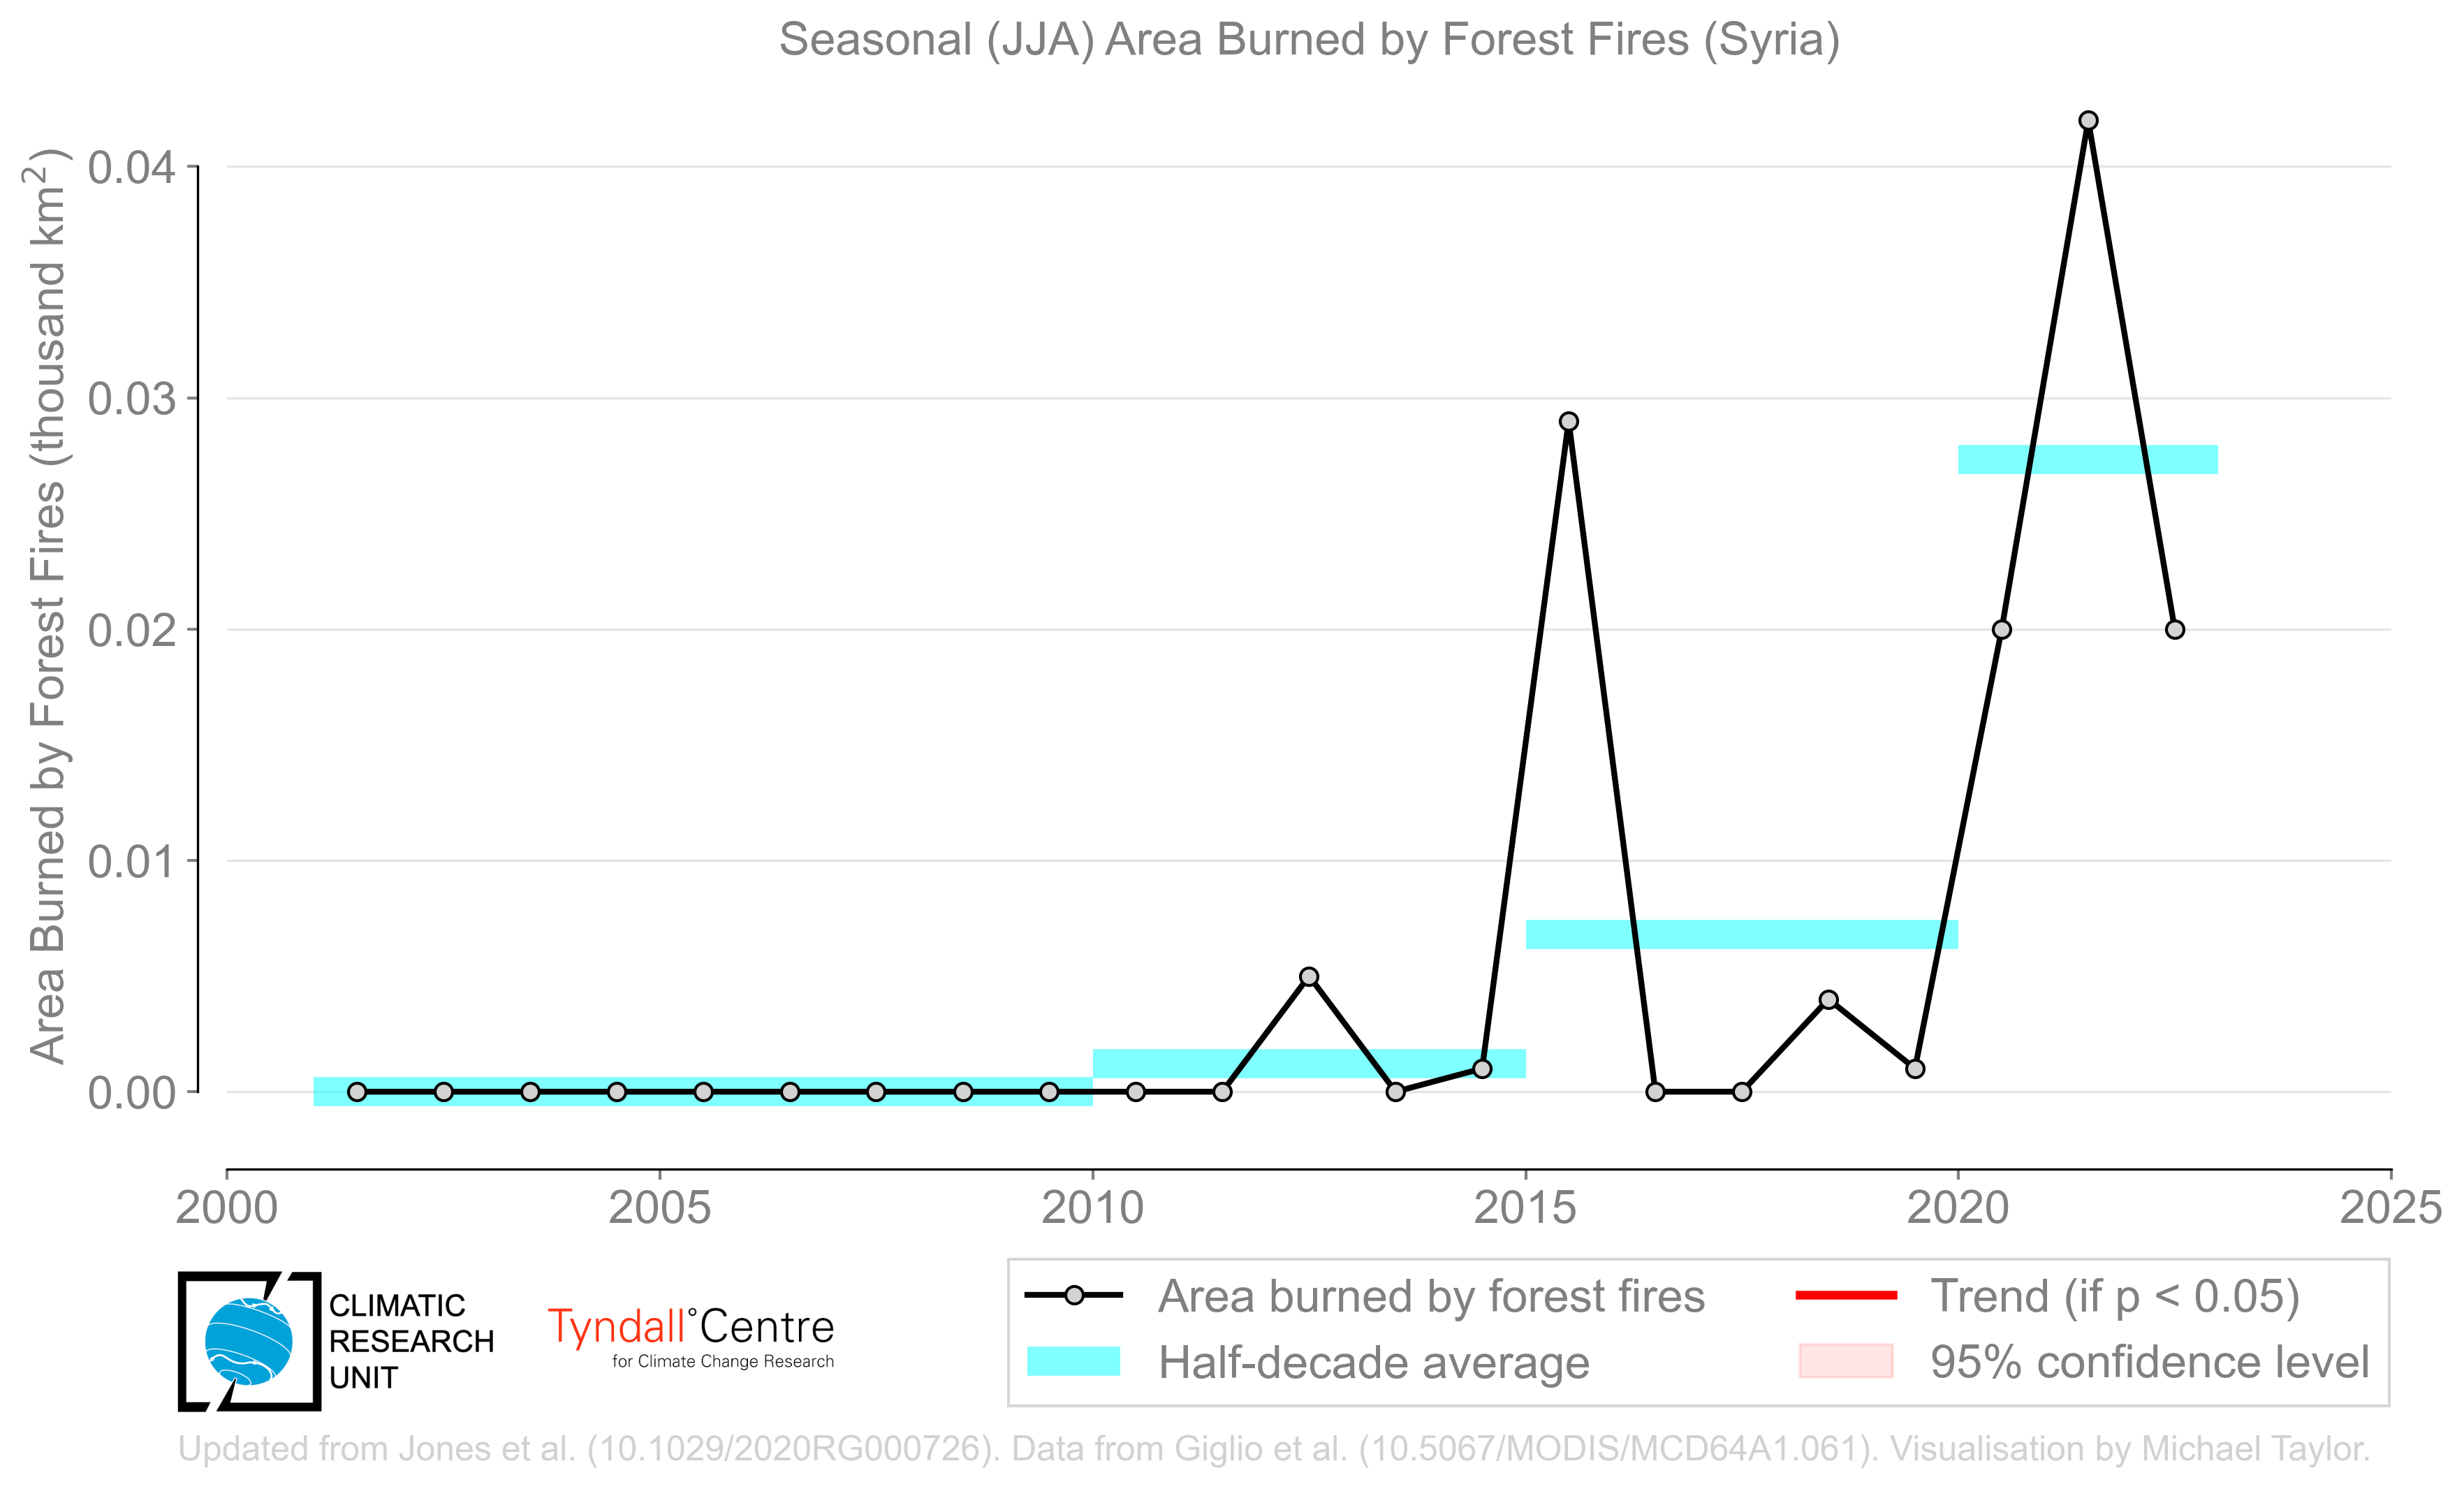 Seasonal (JJA) Area Burned by Forest Fires (Syria)
Area Burned by Forest Fires (thousand km²)
0.04
0.03
0.02
0.01
0.00
2000
2005
2010
2015
2020
2025
CLIMATIC
RESEARCH
UNIT
Tyndall°Centre
for Climate Change Research
Area burned by forest fires
Half-decade average
Trend (if p < 0.05)
95% confidence level
Updated from Jones et al. (10.1029/2020RG000726). Data from Giglio et al. (10.5067/MODIS/MCD64A1.061). Visualisation by Michael Taylor.